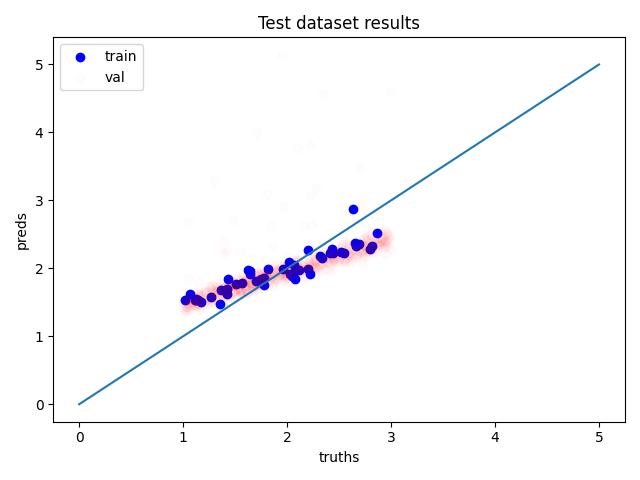 Test dataset results
train
val
preds
5
4
3
2
1
0
0 1 2 3 4 5
truths